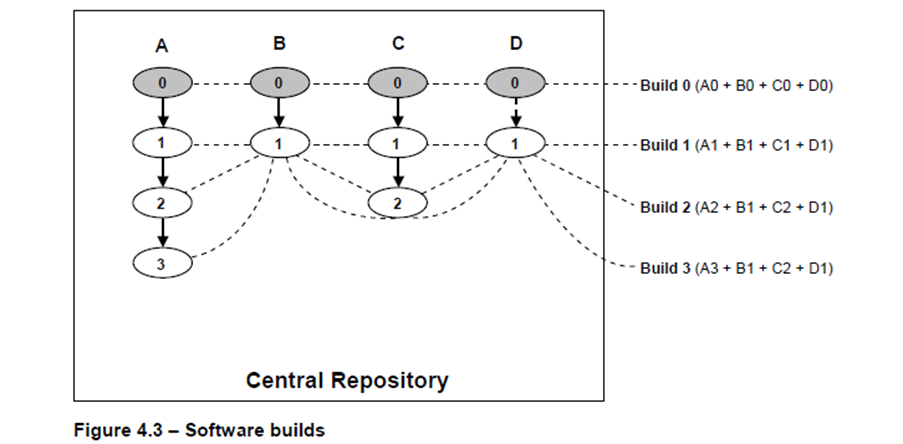 A B C D
0 0 0 0 Build 0 (A0 + B0 + C0 + D0)
1 1 1 1 Build 1 (A1 + B1 + C1 + D1)
2 2 Build 2 (A2 + B1 + C2 + D1)
3 Build 3 (A3 + B1 + C2 + D1)
Central Repository
Figure 4.3 – Software builds